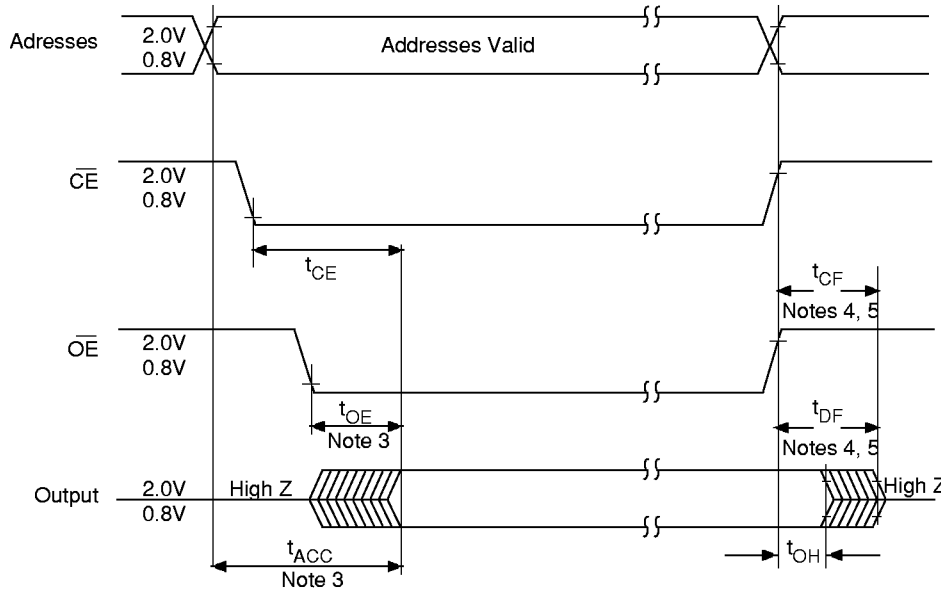 Adresses
2.0V
0.8V
Addresses Valid
CE
2.0V
0.8V
tCE
tCF
Notes 4, 5
OE
2.0V
0.8V
tOE
Note 3
tDF
Notes 4, 5
Output
2.0V
0.8V
High Z
High Z
tACC
Note 3
tOH